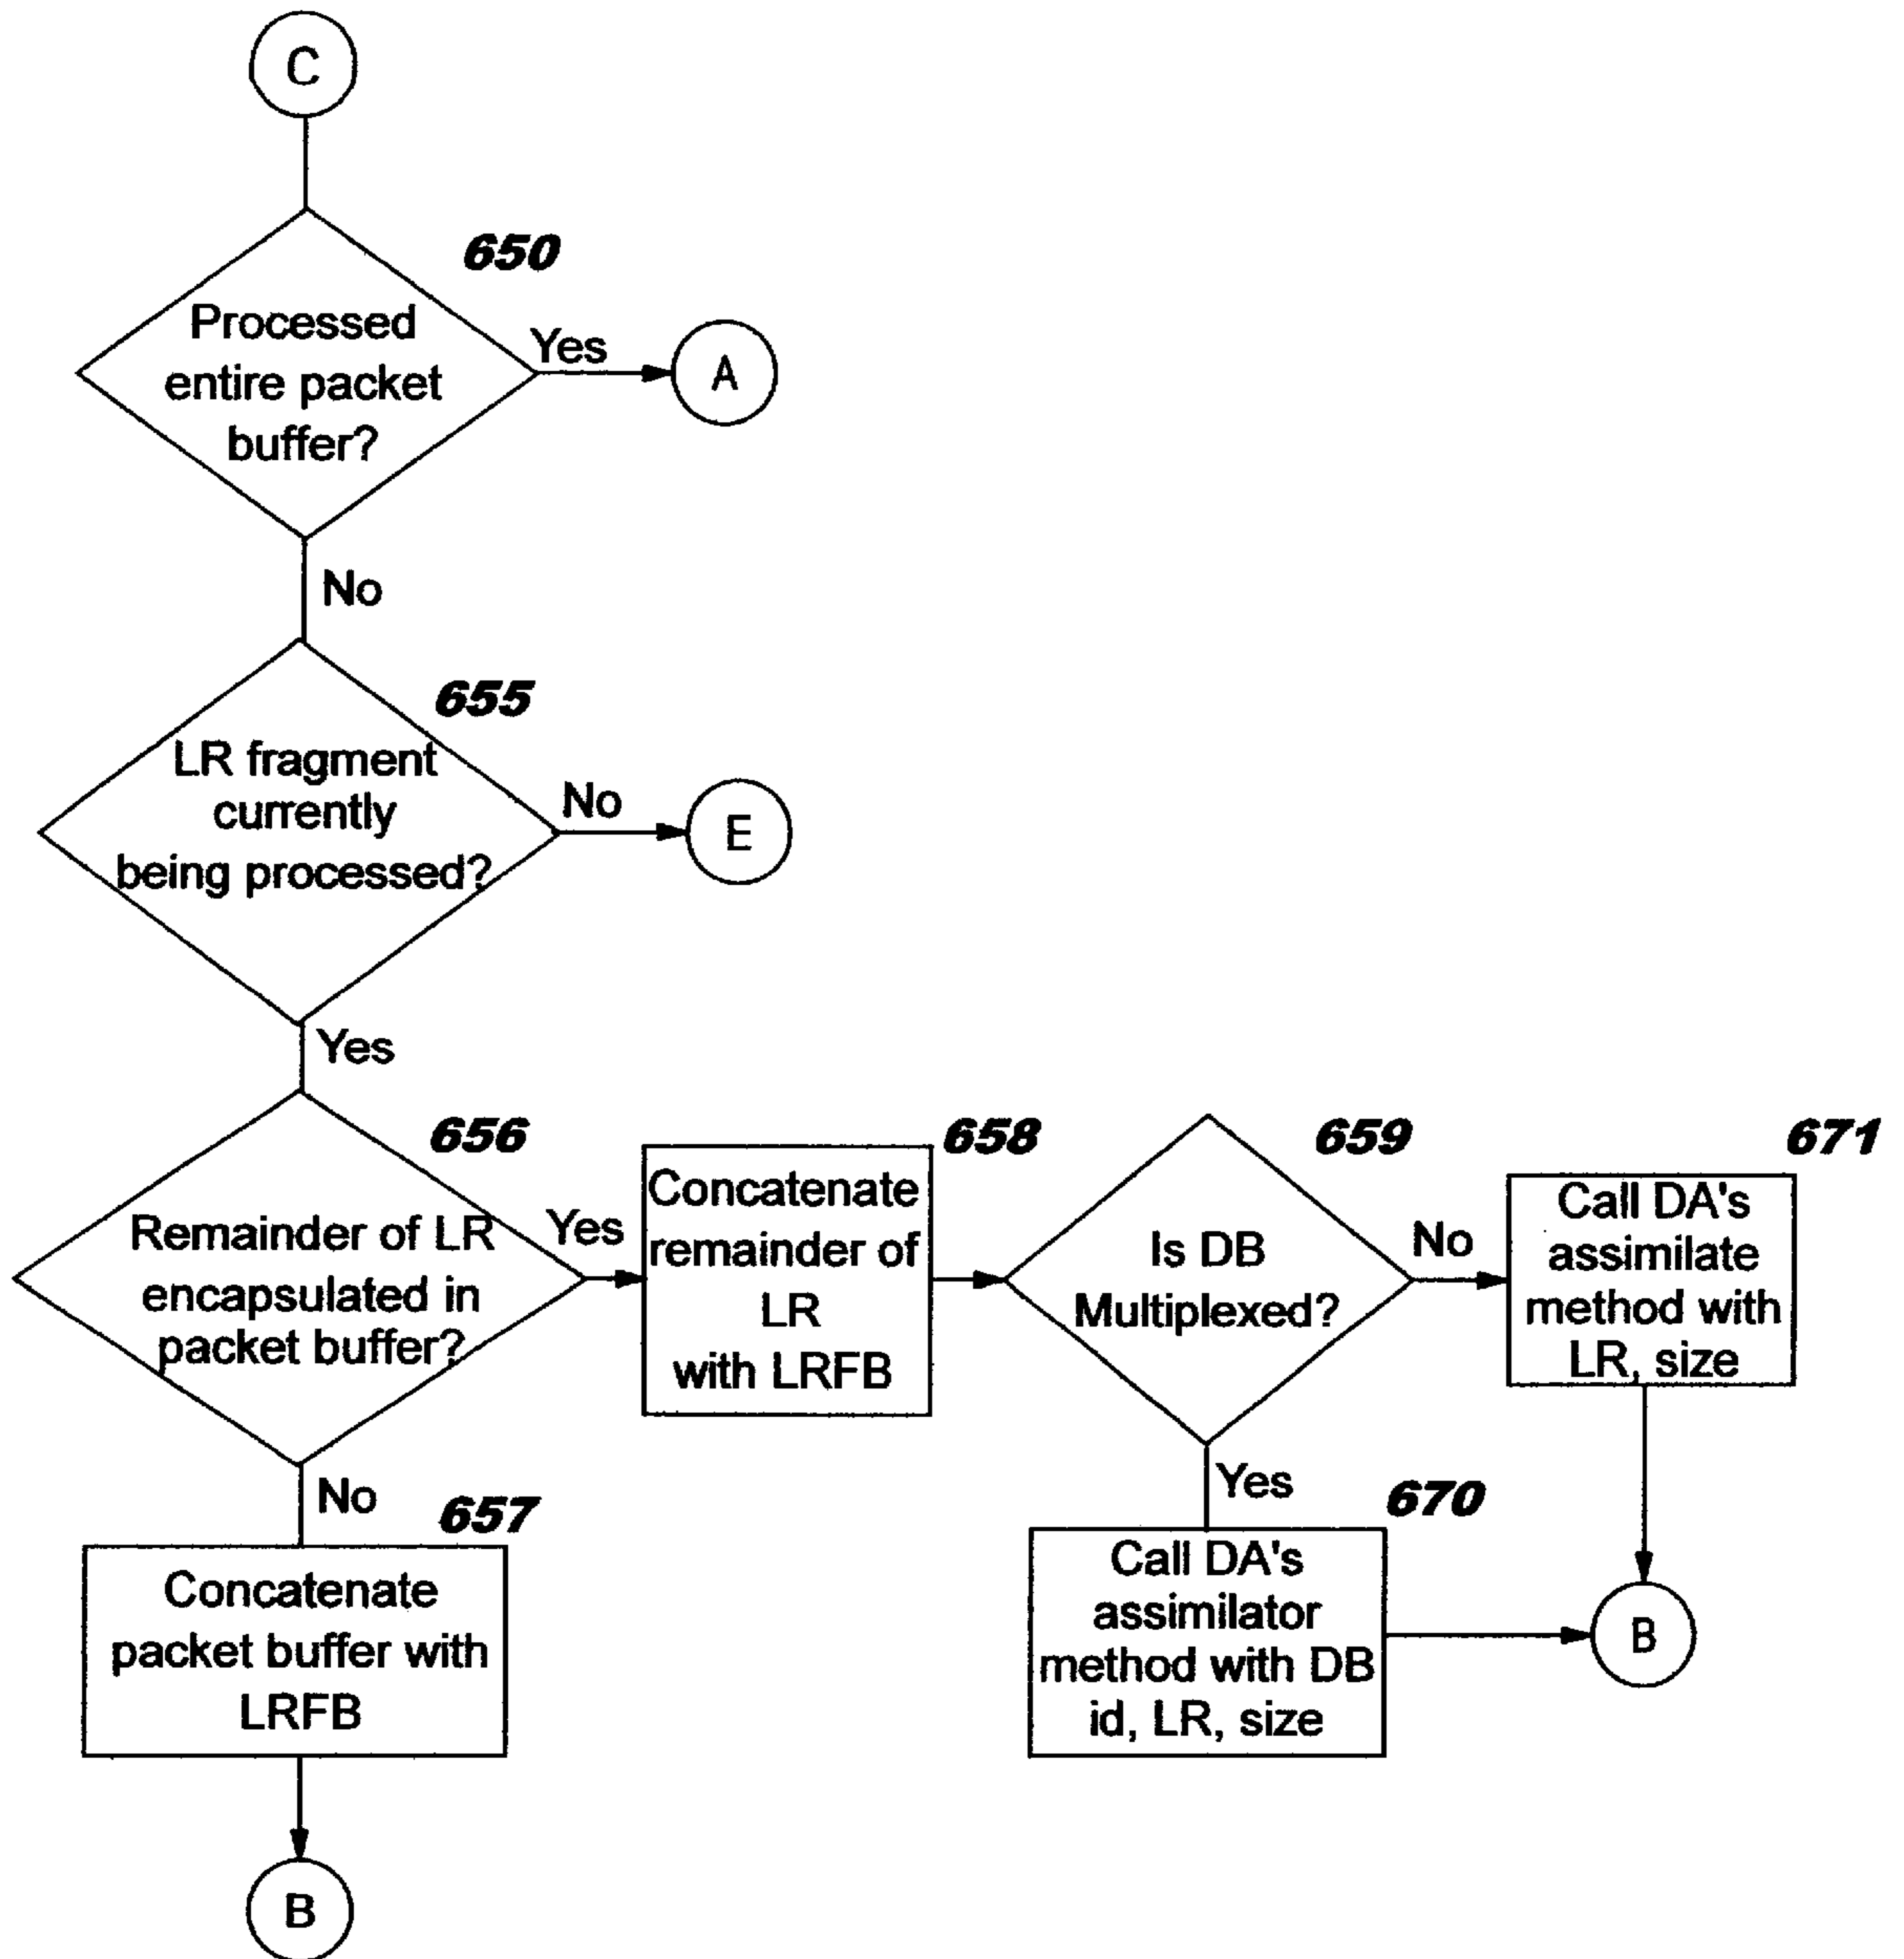 C
650
Processed
entire packet
buffer?
Yes
A
No
655
LR fragment
currently
being processed?
No
E
Yes
656
Remainder of LR
encapsulated in
packet buffer?
Yes
658
Concatenate
remainder of
LR
with LRFB
659
Is DB
Multiplexed?
No
671
Call DA's
assimilate
method with
LR, size
No
657
Concatenate
packet buffer with
LRFB
Yes
670
Call DA's
assimilator
method with DB
id, LR, size
B
B